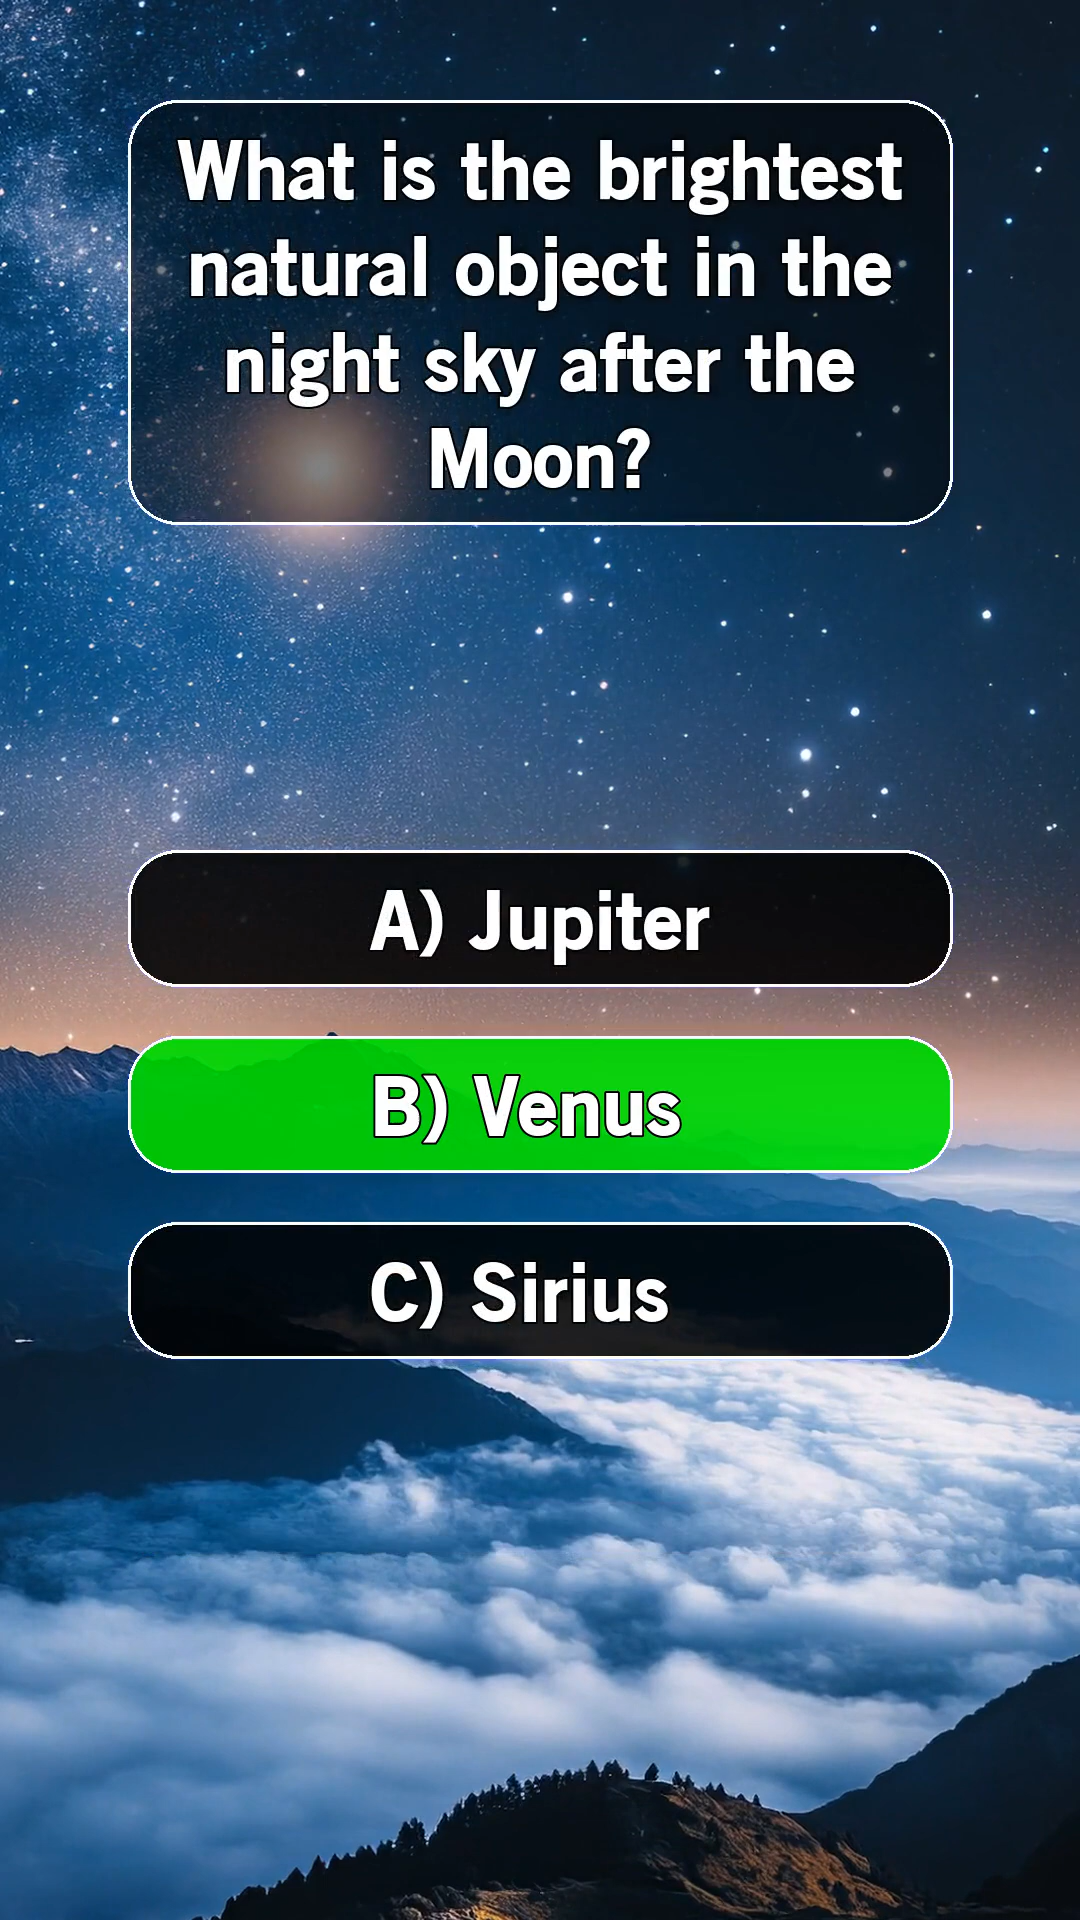 What is the brightest
natural object in the
night sky after the
Moon?
A) Jupiter
B) Venus
C) Sirius